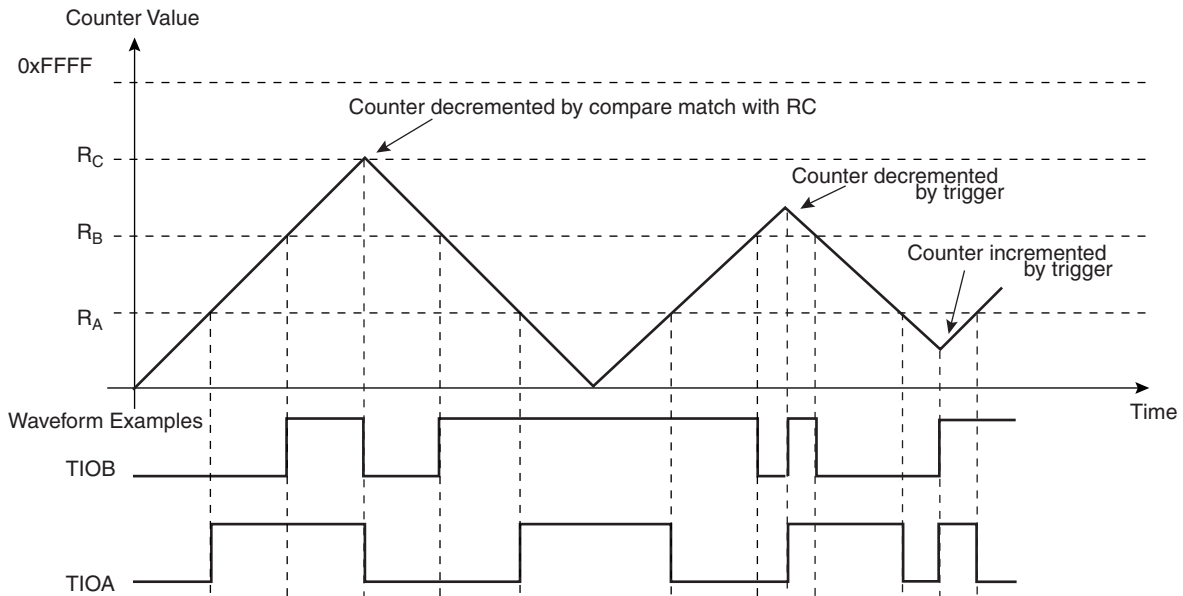 Counter Value
0xFFFF
Counter decremented by compare match with RC
RC
Counter decremented
by trigger
RB
Counter incremented
by trigger
RA
Time
Waveform Examples
TIOB
TIOA